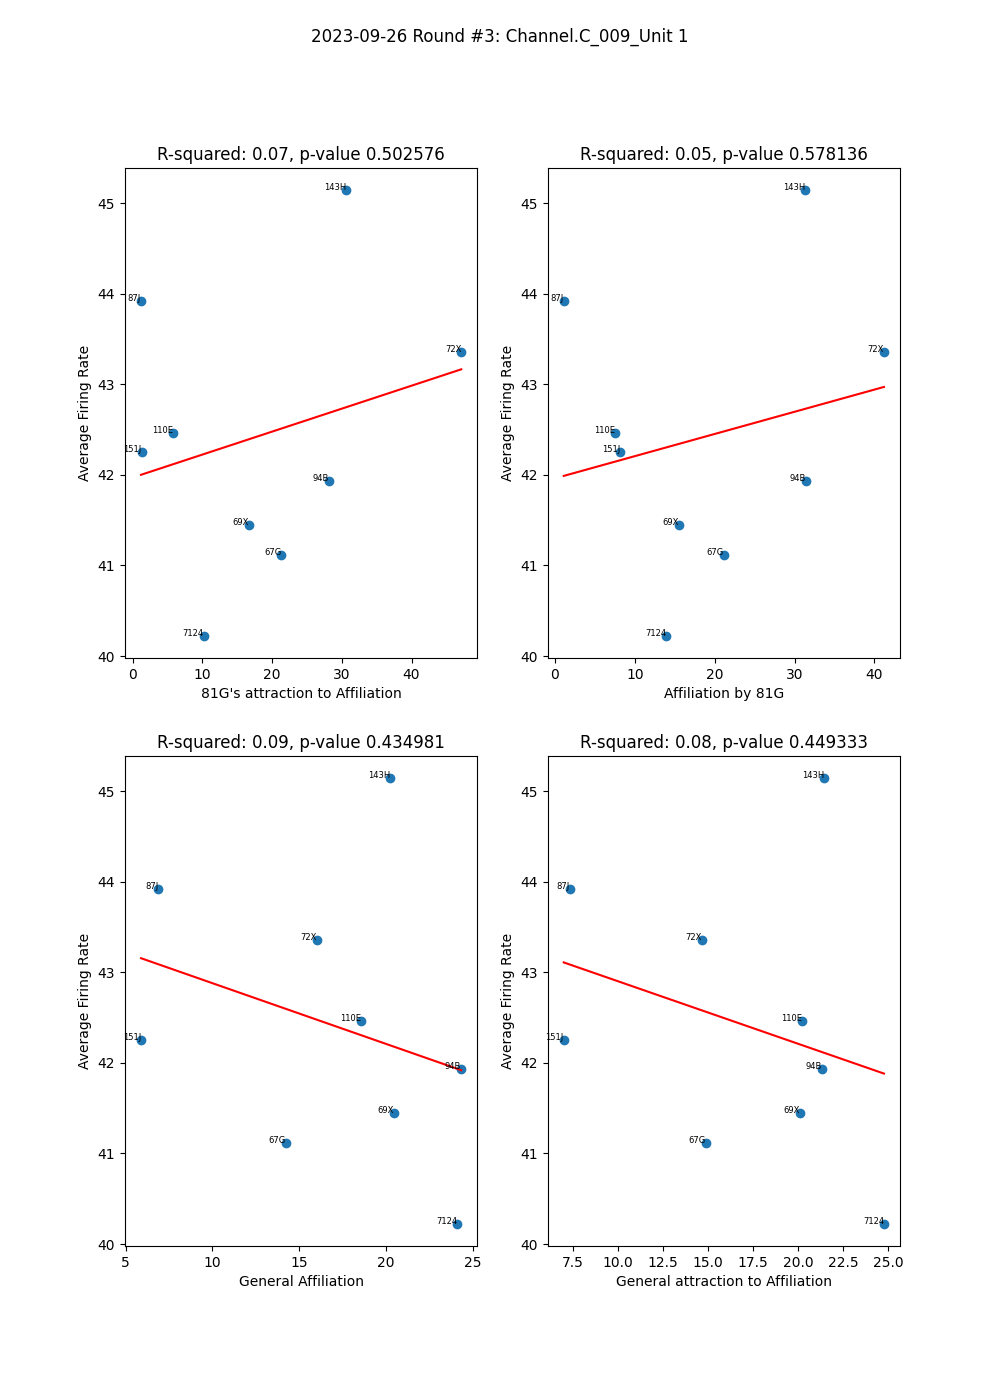 2023-09-26 Round #3: Channel.C_009_Unit 1
R-squared: 0.07, p-value 0.502576
Average Firing Rate
45
44
43
42
41
40
143H
87J
72X
110E
151J
94B
69X
67G
7124
0 10 20 30 40
81G's attraction to Affiliation
R-squared: 0.05, p-value 0.578136
Average Firing Rate
45
44
43
42
41
40
143H
87J
72X
110E
151J
94B
69X
67G
7124
0 10 20 30 40
Affiliation by 81G
R-squared: 0.09, p-value 0.434981
Average Firing Rate
45
44
43
42
41
40
143H
87J
72X
110E
151J
94B
69X
67G
7124
5 10 15 20 25
General Affiliation
R-squared: 0.08, p-value 0.449333
Average Firing Rate
45
44
43
42
41
40
143H
87J
72X
110E
151J
94B
69X
67G
7124
7.5 10.0 12.5 15.0 17.5 20.0 22.5 25.0
General attraction to Affiliation